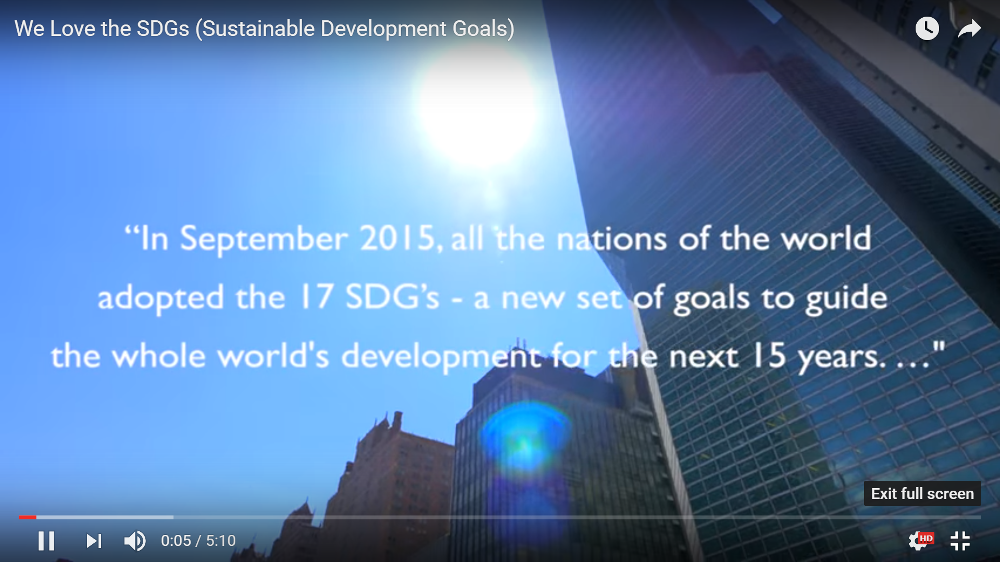 We Love the SDGs (Sustainable Development Goals)
“In September 2015, all the nations of the world
adopted the 17 SDG’s - a new set of goals to guide
the whole world's development for the next 15 years. …"
Exit full screen
0:05 / 5:10
HD